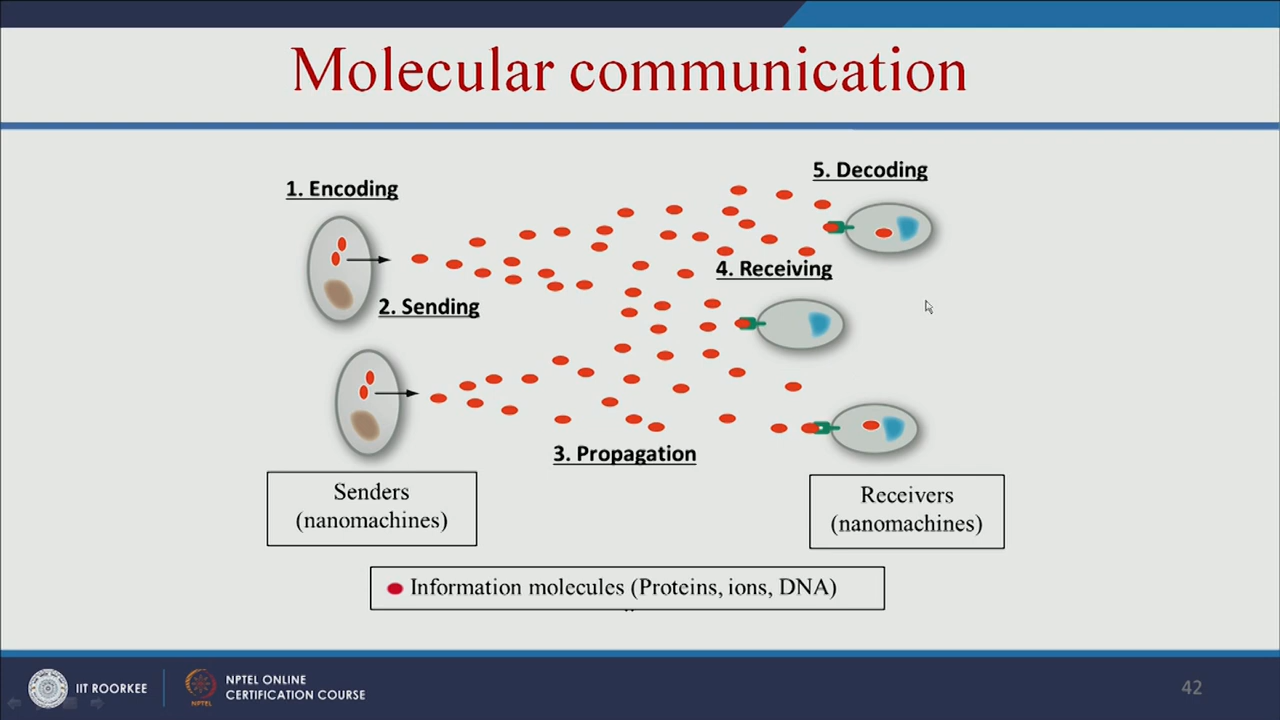 Molecular communication
1. Encoding
5. Decoding
4. Receiving
2. Sending
3. Propagation
Senders
(nanomachines)
Receivers
(nanomachines)
Information molecules (Proteins, ions, DNA)
IIT ROORKEE
NPTEL
NPTEL ONLINE
CERTIFICATION COURSE
42